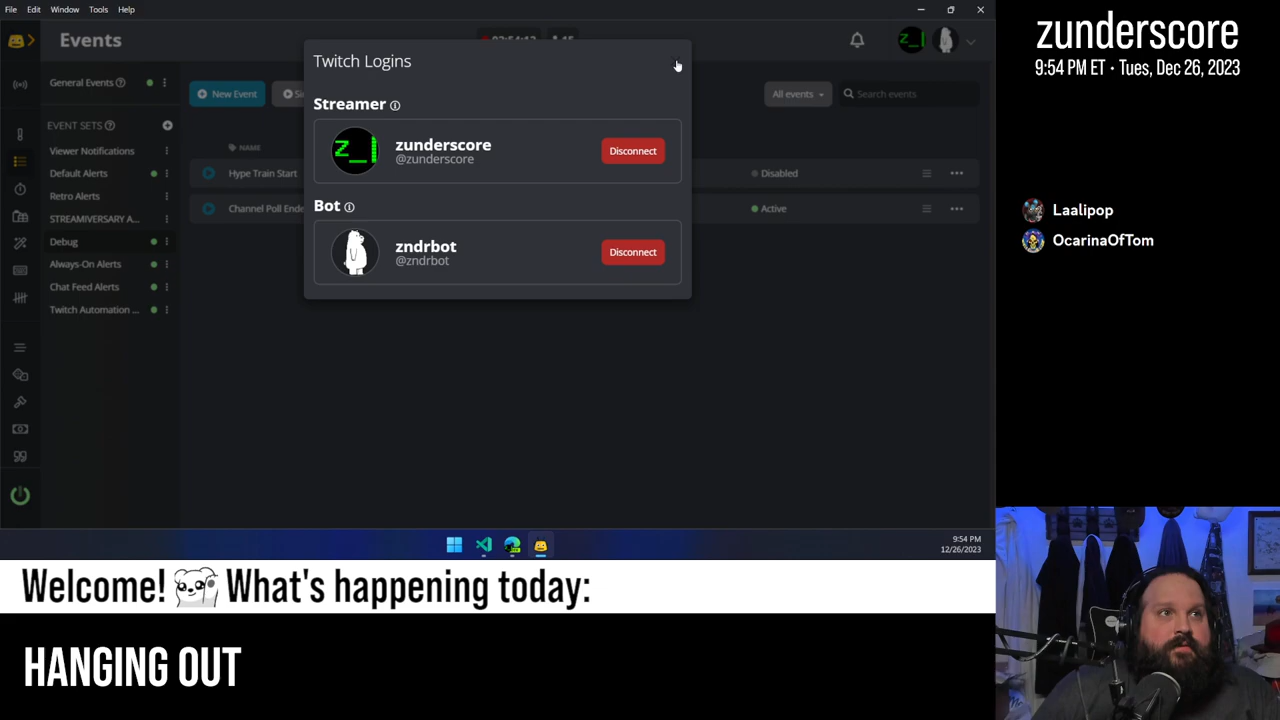 File Edit Window Tools Help
Events
General Events
EVENT SETS
Viewer Notifications
Default Alerts
Retro Alerts
STREAMIVERSARY A...
Debug
Always-On Alerts
Chat Feed Alerts
Twitch Automation ...
New Event
All events
Search events
NAME
Hype Train Start
Disabled
Channel Poll Ende
Active
Twitch Logins
Streamer
z_|
zunderscore
@zunderscore
Disconnect
Bot
zndrbot
@zndrbot
Disconnect
9:54 PM
12/26/2023
zunderscore
9:54 PM ET • Tues, Dec 26, 2023
Laalipop
OcarinaOfTom
Welcome! What's happening today:
HANGING OUT